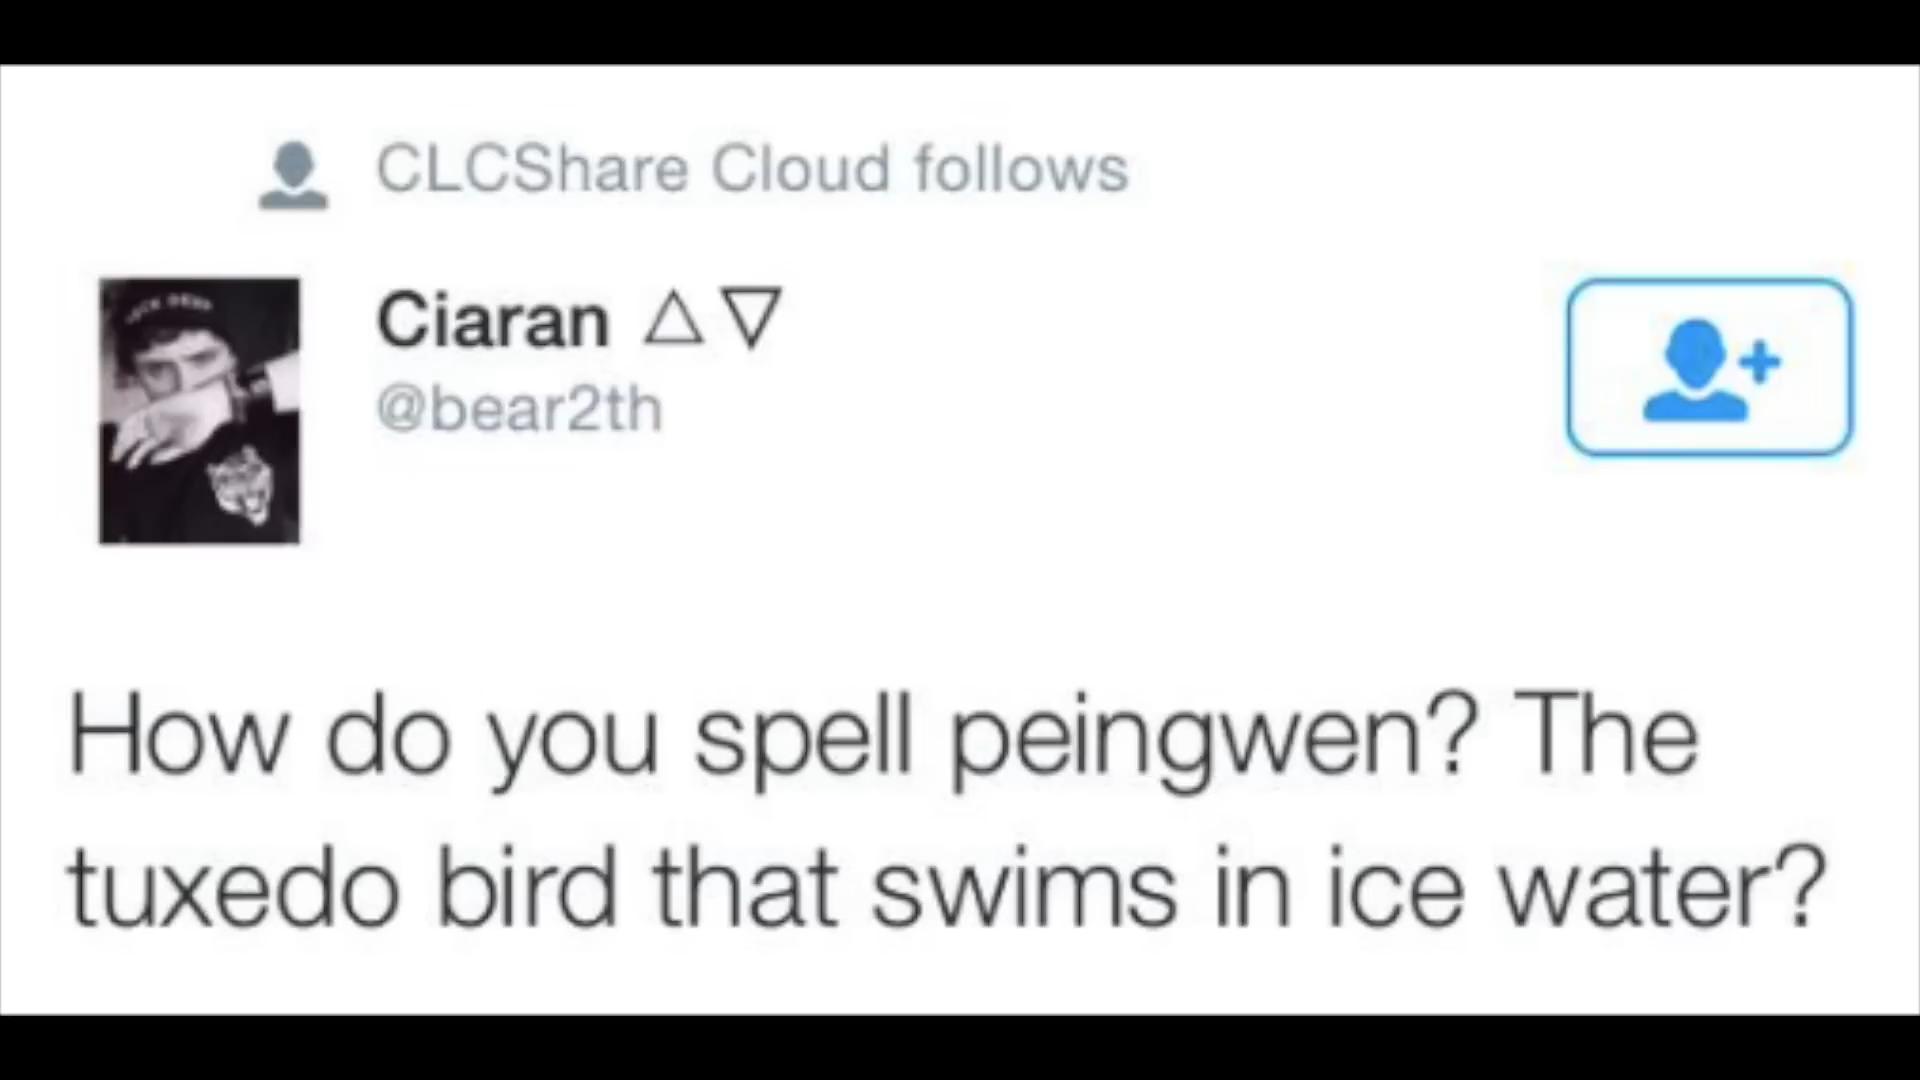 CLCShare Cloud follows
Ciaran △▽
@bear2th
How do you spell peingwen? The
tuxedo bird that swims in ice water?